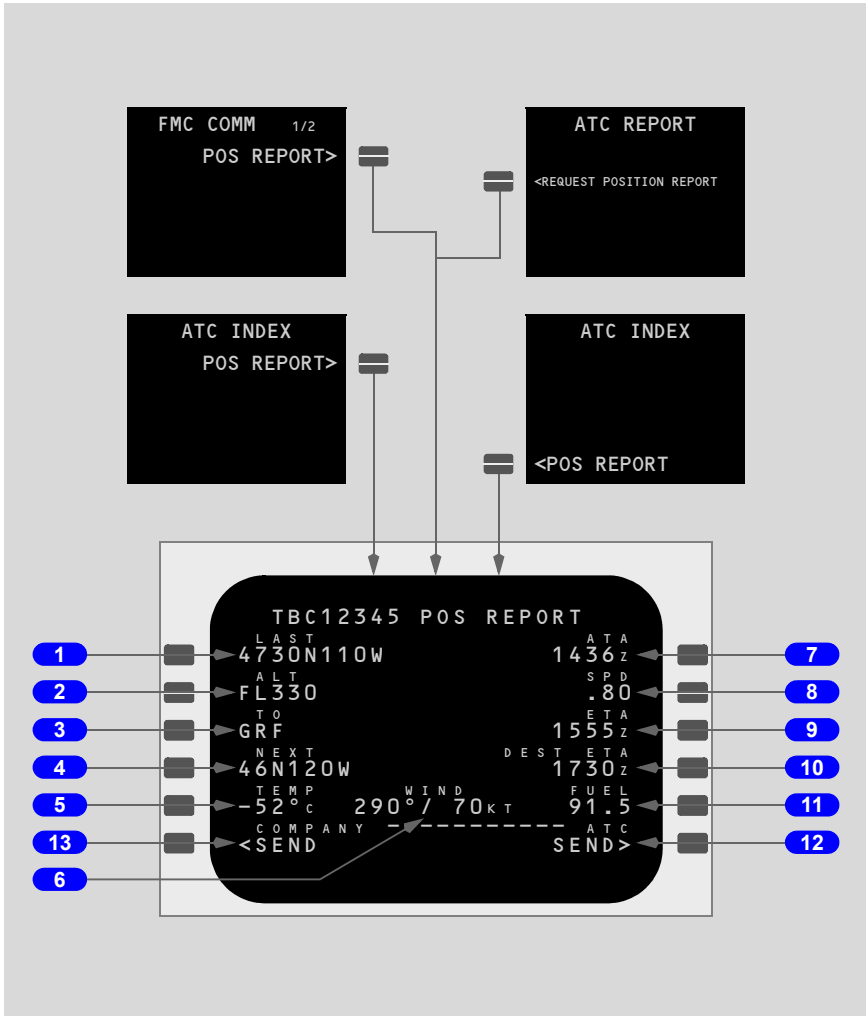 FMC COMM 1/2
POS REPORT>
ATC REPORT
<REQUEST POSITION REPORT
ATC INDEX
POS REPORT>
ATC INDEX
<POS REPORT
TBC12345 POS REPORT
LAST ATA
1 4730N110W 1436z 7
ALT SPD
2 FL330 .80 8
TO ETA
3 GRF 1555z 9
NEXT DEST ETA
4 46N120W 1730z 10
TEMP WIND FUEL
5 -52°C 290°/ 70KT 91.5 11
COMPANY ------------ ATC
13 <SEND SEND> 12
6